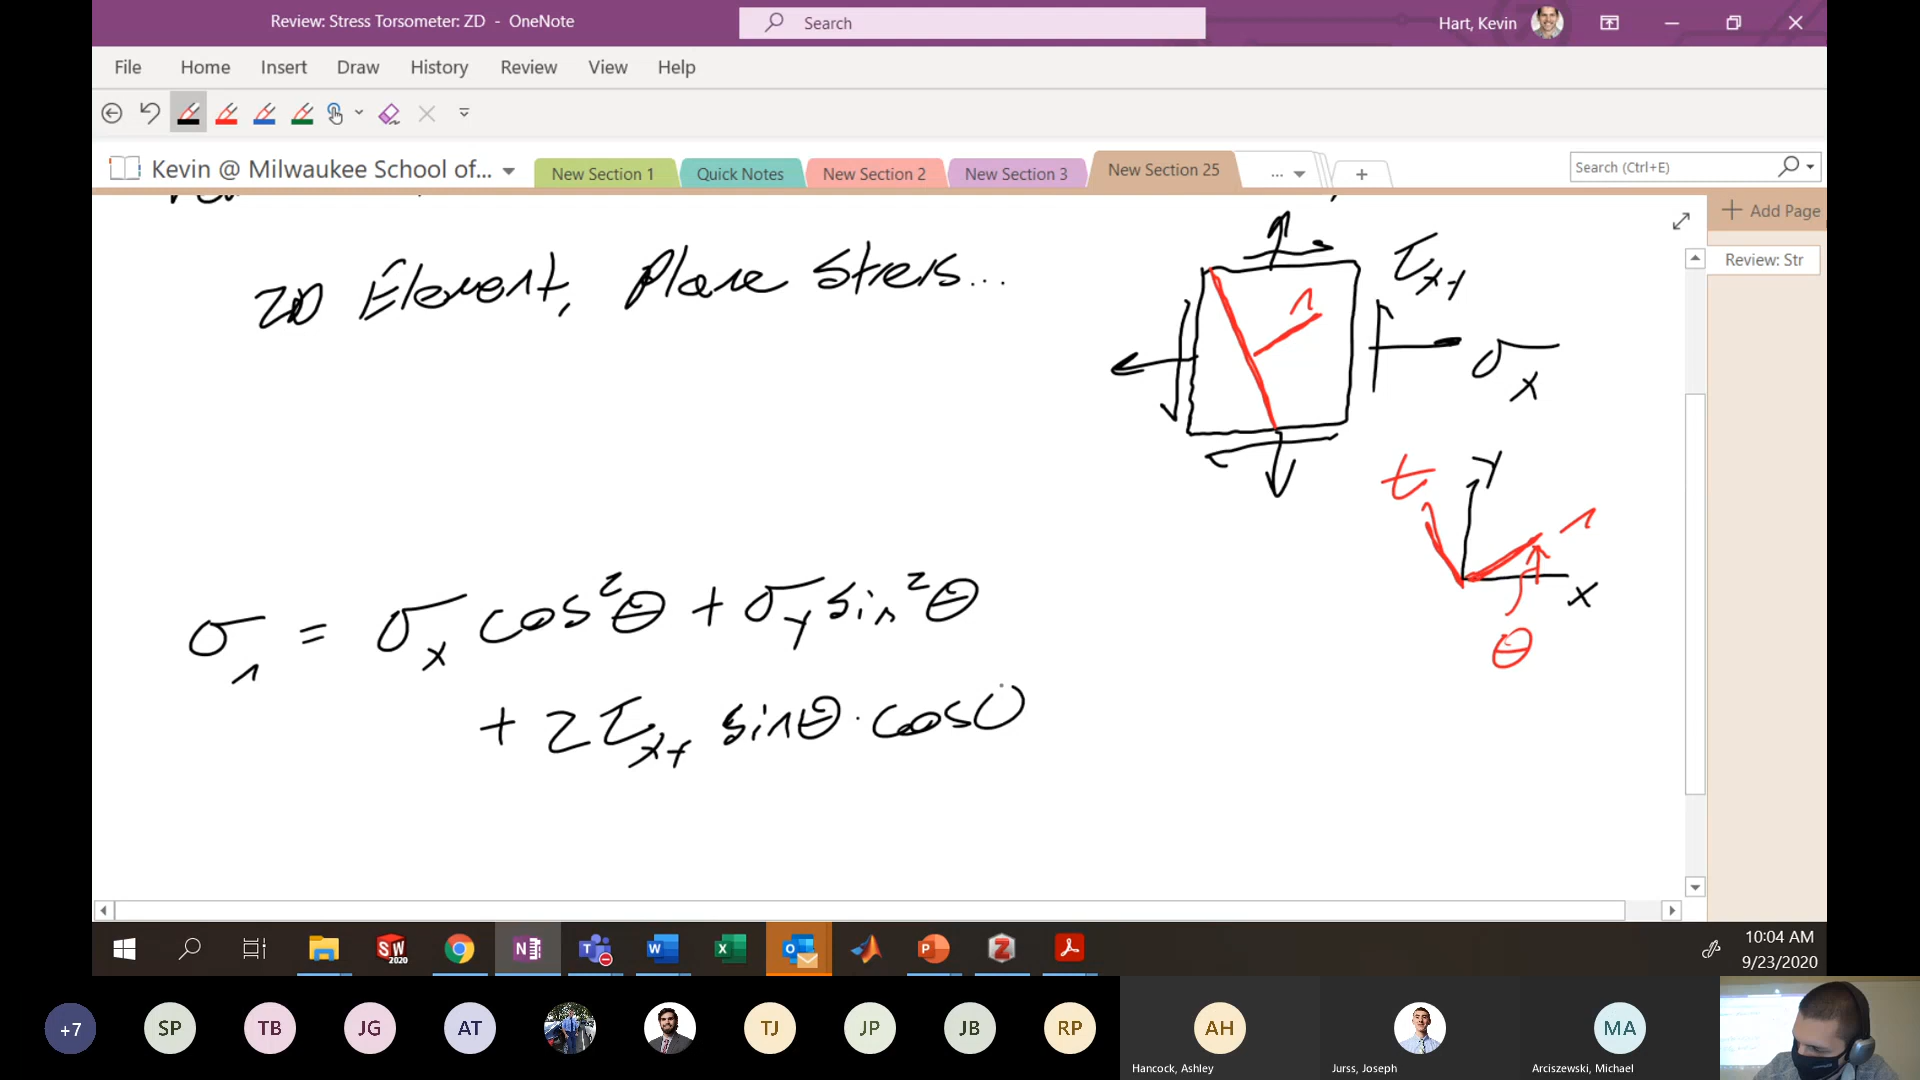 Review: Stress Torsometer: ZD - OneNote
Search
Hart, Kevin
File Home Insert Draw History Review View Help
Kevin @ Milwaukee School of...
New Section 1
Quick Notes
New Section 2
New Section 3
New Section 25
...
Search (Ctrl+E)
Add Page
Review: Str
2D Element, Plane Stress...
τxy
n
σx
t
y
n
x
θ
σn = σx cos²θ + σy sin²θ
+ 2τxy sinθ · cos
SW
2020
N
W
X
P
Z
10:04 AM
9/23/2020
+7
SP
TB
JG
AT
TJ
JP
JB
RP
AH
MA
Hancock, Ashley
Jurss, Joseph
Arciszewski, Michael